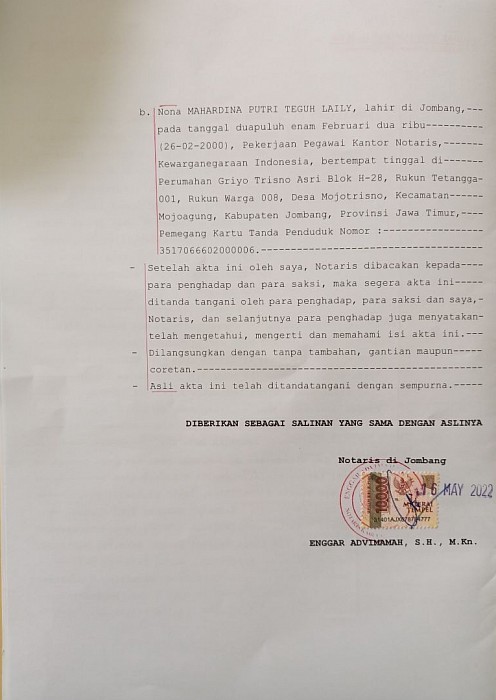 b. Nona MAHARDINA PUTRI TEGUH LAILY, lahir di Jombang,---
pada tanggal duapuluh enam Februari dua ribu----------
(26-02-2000), Pekerjaan Pegawai Kantor Notaris,-------
Kewarganegaraan Indonesia, bertempat tinggal di-------
Perumahan Griyo Trisno Asri Blok H-28, Rukun Tetangga-
001, Rukun Warga 008, Desa Mojotrisno, Kecamatan------
Mojoagung, Kabupaten Jombang, Provinsi Jawa Timur,----
Pemegang Kartu Tanda Penduduk Nomor :-----------------
3517066602000006.-------------------------------------
- Setelah akta ini oleh saya, Notaris dibacakan kepada----
para penghadap dan para saksi, maka segera akta ini-----
ditanda tangani oleh para penghadap, para saksi dan saya,-
Notaris, dan selanjutnya para penghadap juga menyatakan-
telah mengetahui, mengerti dan memahami isi akta ini.---
- Dilangsungkan dengan tanpa tambahan, gantian maupun-----
coretan.------------------------------------------------
- Asli akta ini telah ditandatangani dengan sempurna.-----
DIBERIKAN SEBAGAI SALINAN YANG SAMA DENGAN ASLINYA
Notaris di Jombang
10000
16 MAY 2022
METERAI
TEMPEL
ENGGAR ADVIMAMAH, S.H., M.Kn.